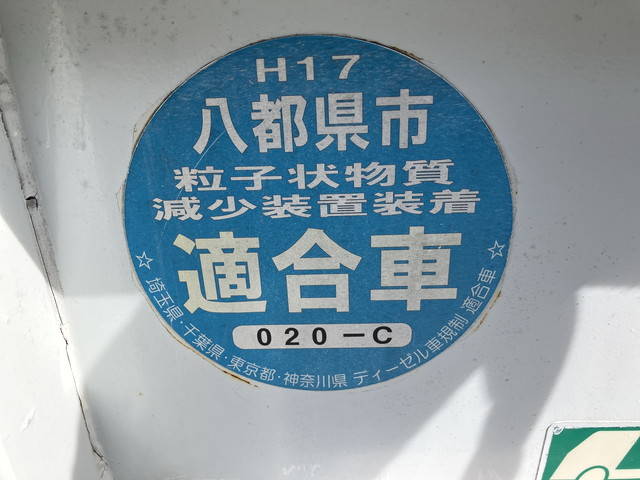 H17
八都県市
粒子状物質
減少装置装着
適合車
020-C
☆埼玉県・千葉県・東京都・神奈川県 ディーゼル車規制 適合車☆